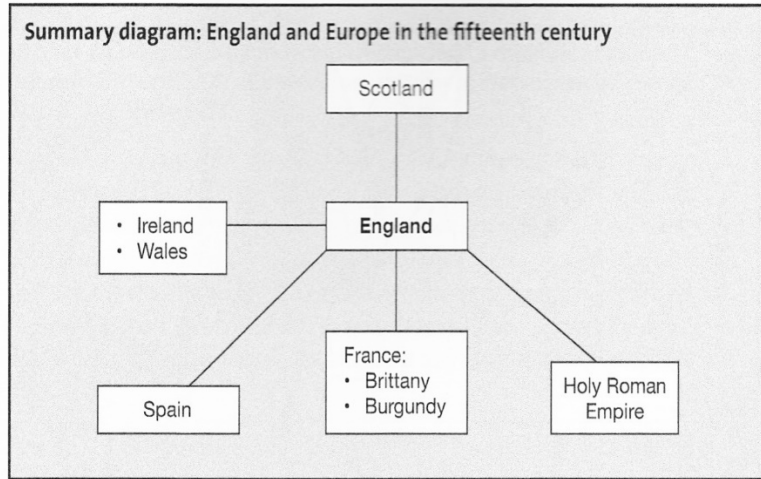 Summary diagram: England and Europe in the fifteenth century
Scotland
• Ireland
• Wales
England
Spain
France:
• Brittany
• Burgundy
Holy Roman
Empire